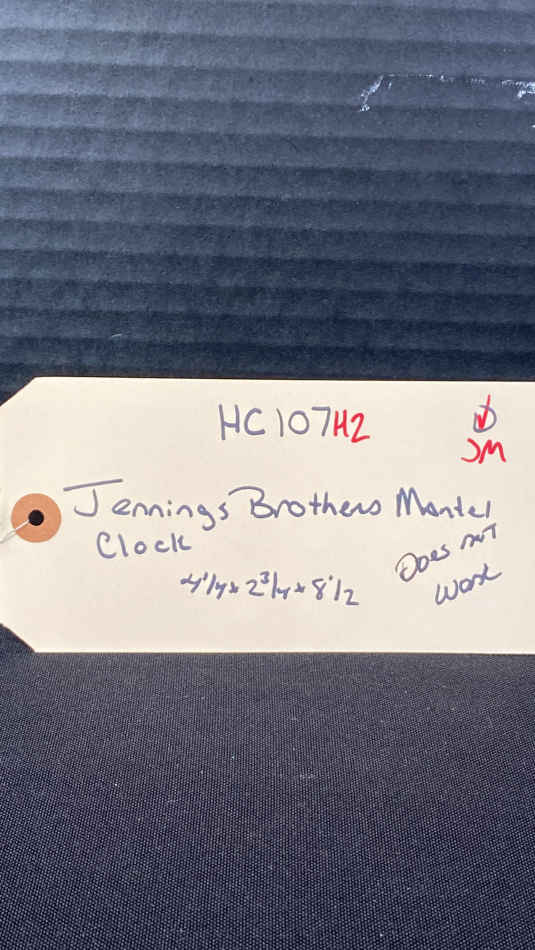 HC107H2
D
JM
Jennings Brothers Mantel
Clock
4 1/4 x 2 3/4 x 8 1/2
Does not
work